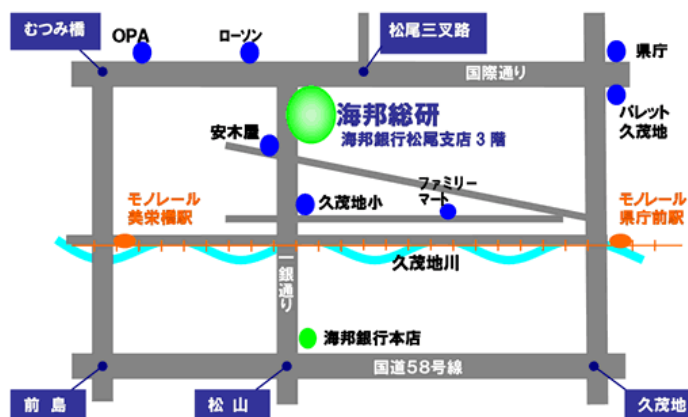 むつみ橋
OPA
ローソン
松尾三叉路
県庁
国際通り
海邦総研
海邦銀行松尾支店3階
パレット
久茂地
安木屋
ファミリー
マート
久茂地小
モノレール
美栄橋駅
モノレール
県庁前駅
久茂地川
一銀通り
海邦銀行本店
国道58号線
前島
松山
久茂地